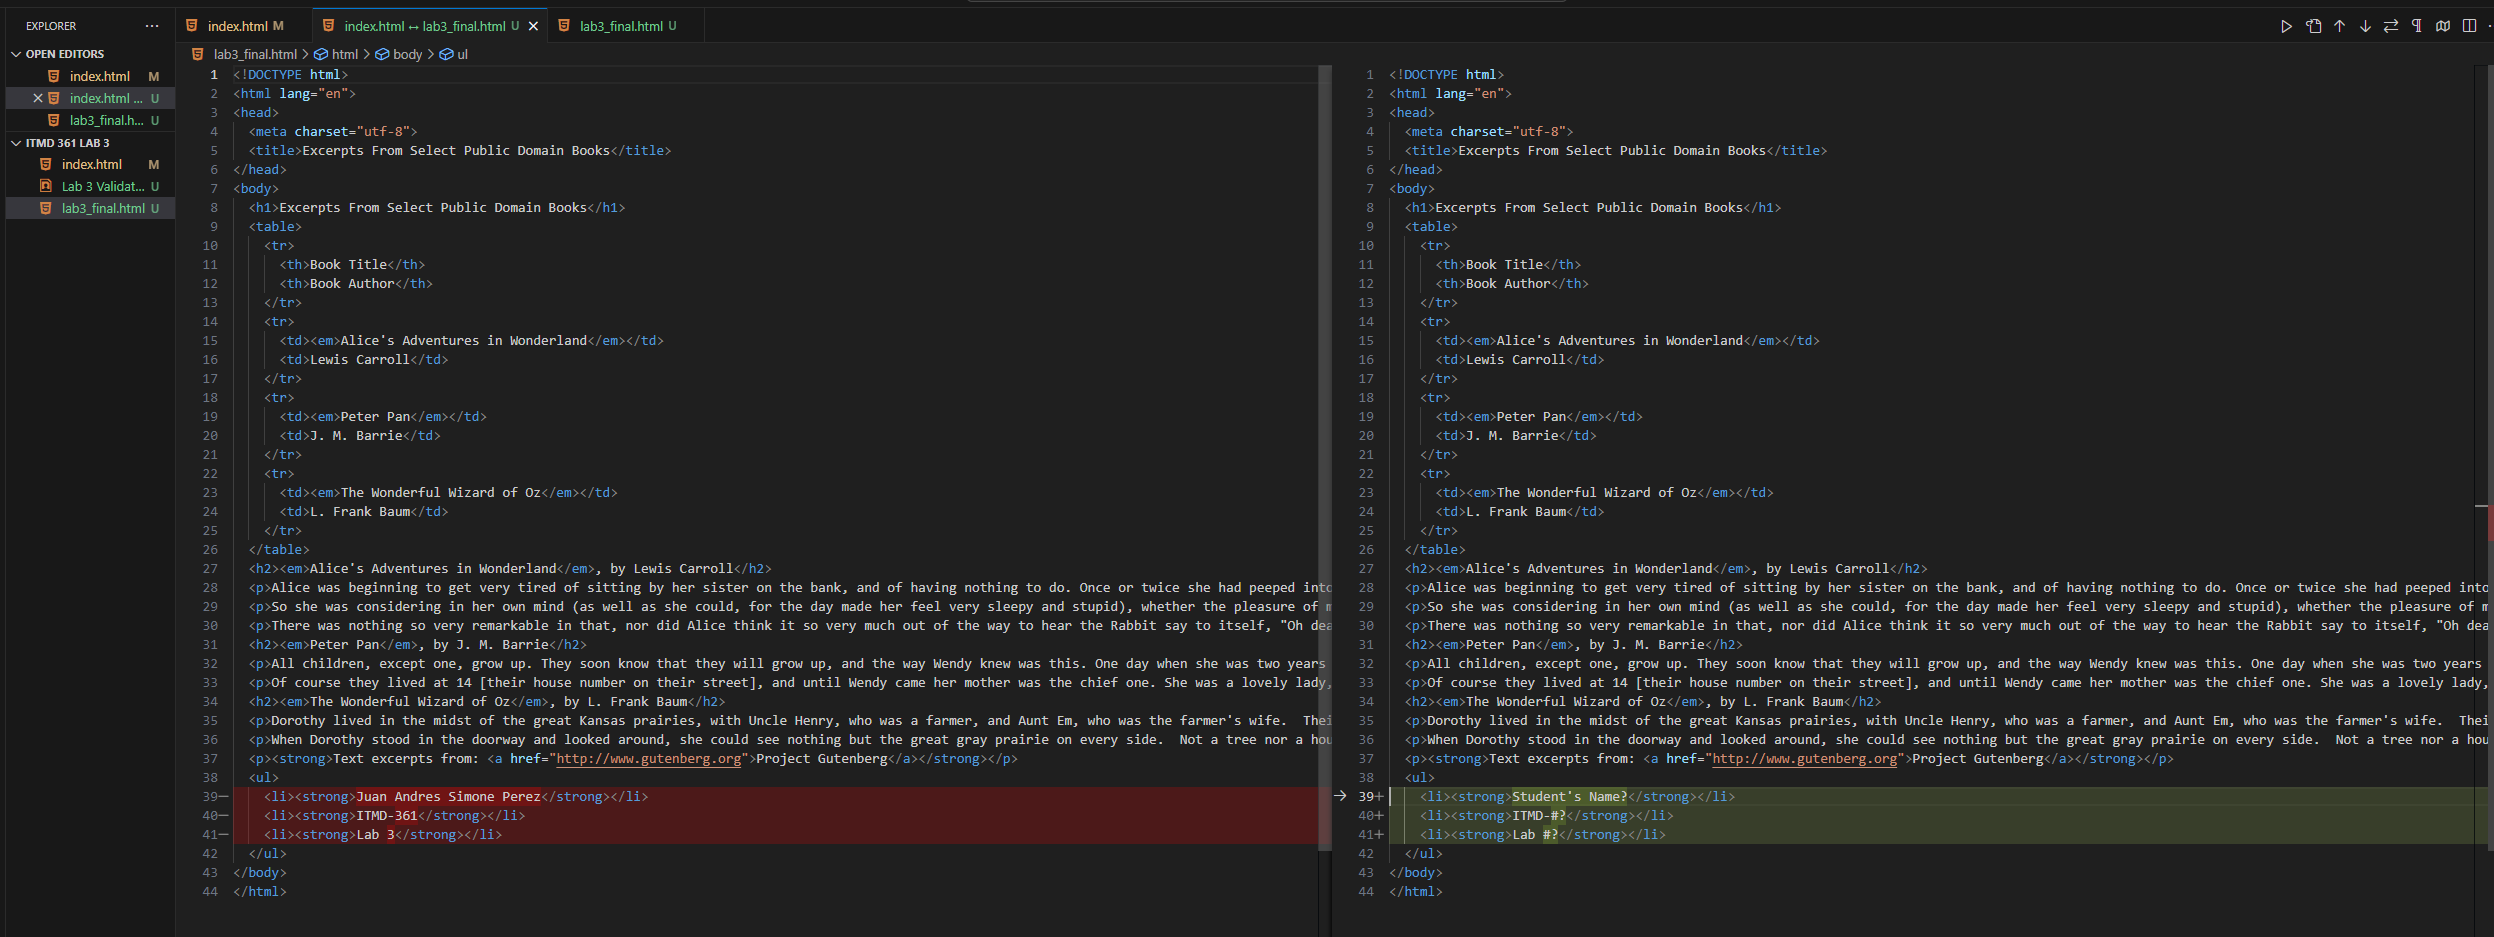 EXPLORER ···
OPEN EDITORS
index.html M
index.html ... U
lab3_final.h... U
ITMD 361 LAB 3
index.html M
Lab 3 Validat... U
lab3_final.html U
index.html M
index.html ↔ lab3_final.html U
lab3_final.html U
lab3_final.html > html > body > ul
1 <!DOCTYPE html>
2 <html lang="en">
3 <head>
4 <meta charset="utf-8">
5 <title>Excerpts From Select Public Domain Books</title>
6 </head>
7 <body>
8 <h1>Excerpts From Select Public Domain Books</h1>
9 <table>
10 <tr>
11 <th>Book Title</th>
12 <th>Book Author</th>
13 </tr>
14 <tr>
15 <td><em>Alice's Adventures in Wonderland</em></td>
16 <td>Lewis Carroll</td>
17 </tr>
18 <tr>
19 <td><em>Peter Pan</em></td>
20 <td>J. M. Barrie</td>
21 </tr>
22 <tr>
23 <td><em>The Wonderful Wizard of Oz</em></td>
24 <td>L. Frank Baum</td>
25 </tr>
26 </table>
27 <h2><em>Alice's Adventures in Wonderland</em>, by Lewis Carroll</h2>
28 <p>Alice was beginning to get very tired of sitting by her sister on the bank, and of having nothing to do. Once or twice she had peeped into
29 <p>So she was considering in her own mind (as well as she could, for the day made her feel very sleepy and stupid), whether the pleasure of m
30 <p>There was nothing so very remarkable in that, nor did Alice think it so very much out of the way to hear the Rabbit say to itself, "Oh dea
31 <h2><em>Peter Pan</em>, by J. M. Barrie</h2>
32 <p>All children, except one, grow up. They soon know that they will grow up, and the way Wendy knew was this. One day when she was two years
33 <p>Of course they lived at 14 [their house number on their street], and until Wendy came her mother was the chief one. She was a lovely lady,
34 <h2><em>The Wonderful Wizard of Oz</em>, by L. Frank Baum</h2>
35 <p>Dorothy lived in the midst of the great Kansas prairies, with Uncle Henry, who was a farmer, and Aunt Em, who was the farmer's wife.  Thei
36 <p>When Dorothy stood in the doorway and looked around, she could see nothing but the great gray prairie on every side.  Not a tree nor a hou
37 <p><strong>Text excerpts from: <a href="http://www.gutenberg.org">Project Gutenberg</a></strong></p>
38 <ul>
39− <li><strong>Juan Andres Simone Perez</strong></li>
40− <li><strong>ITMD-361</strong></li>
41− <li><strong>Lab 3</strong></li>
42 </ul>
43 </body>
44 </html>
1 <!DOCTYPE html>
2 <html lang="en">
3 <head>
4 <meta charset="utf-8">
5 <title>Excerpts From Select Public Domain Books</title>
6 </head>
7 <body>
8 <h1>Excerpts From Select Public Domain Books</h1>
9 <table>
10 <tr>
11 <th>Book Title</th>
12 <th>Book Author</th>
13 </tr>
14 <tr>
15 <td><em>Alice's Adventures in Wonderland</em></td>
16 <td>Lewis Carroll</td>
17 </tr>
18 <tr>
19 <td><em>Peter Pan</em></td>
20 <td>J. M. Barrie</td>
21 </tr>
22 <tr>
23 <td><em>The Wonderful Wizard of Oz</em></td>
24 <td>L. Frank Baum</td>
25 </tr>
26 </table>
27 <h2><em>Alice's Adventures in Wonderland</em>, by Lewis Carroll</h2>
28 <p>Alice was beginning to get very tired of sitting by her sister on the bank, and of having nothing to do. Once or twice she had peeped into
29 <p>So she was considering in her own mind (as well as she could, for the day made her feel very sleepy and stupid), whether the pleasure of m
30 <p>There was nothing so very remarkable in that, nor did Alice think it so very much out of the way to hear the Rabbit say to itself, "Oh dea
31 <h2><em>Peter Pan</em>, by J. M. Barrie</h2>
32 <p>All children, except one, grow up. They soon know that they will grow up, and the way Wendy knew was this. One day when she was two years
33 <p>Of course they lived at 14 [their house number on their street], and until Wendy came her mother was the chief one. She was a lovely lady,
34 <h2><em>The Wonderful Wizard of Oz</em>, by L. Frank Baum</h2>
35 <p>Dorothy lived in the midst of the great Kansas prairies, with Uncle Henry, who was a farmer, and Aunt Em, who was the farmer's wife.  Thei
36 <p>When Dorothy stood in the doorway and looked around, she could see nothing but the great gray prairie on every side.  Not a tree nor a hou
37 <p><strong>Text excerpts from: <a href="http://www.gutenberg.org">Project Gutenberg</a></strong></p>
38 <ul>
39+ <li><strong>Student's Name?</strong></li>
40+ <li><strong>ITMD-#?</strong></li>
41+ <li><strong>Lab #?</strong></li>
42 </ul>
43 </body>
44 </html>